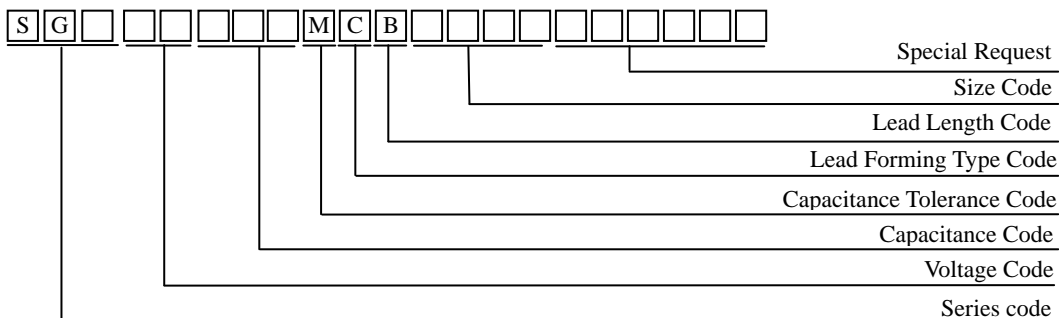 S G M C B
Special Request
Size Code
Lead Length Code
Lead Forming Type Code
Capacitance Tolerance Code
Capacitance Code
Voltage Code
Series code